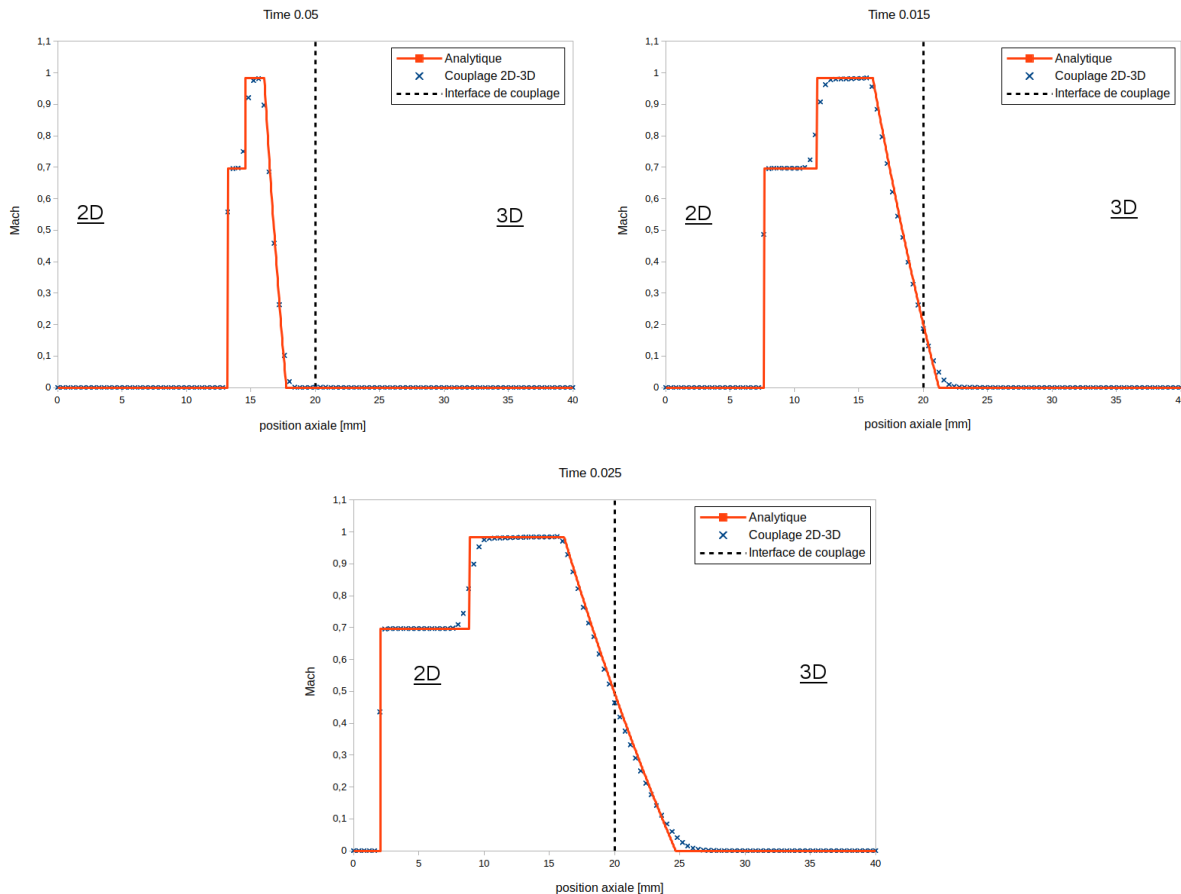 Time 0.05
1,1
1
0,9
0,8
0,7
0,6
0,5
0,4
0,3
0,2
0,1
0
Mach
Analytique
Couplage 2D-3D
Interface de couplage
2D
3D
0 5 10 15 20 25 30 35 40
position axiale [mm]
Time 0.015
1,1
1
0,9
0,8
0,7
0,6
0,5
0,4
0,3
0,2
0,1
0
Mach
Analytique
Couplage 2D-3D
Interface de couplage
2D
3D
0 5 10 15 20 25 30 35 40
position axiale [mm]
Time 0.025
1,1
1
0,9
0,8
0,7
0,6
0,5
0,4
0,3
0,2
0,1
0
Mach
Analytique
Couplage 2D-3D
Interface de couplage
2D
3D
0 5 10 15 20 25 30 35 40
position axiale [mm]